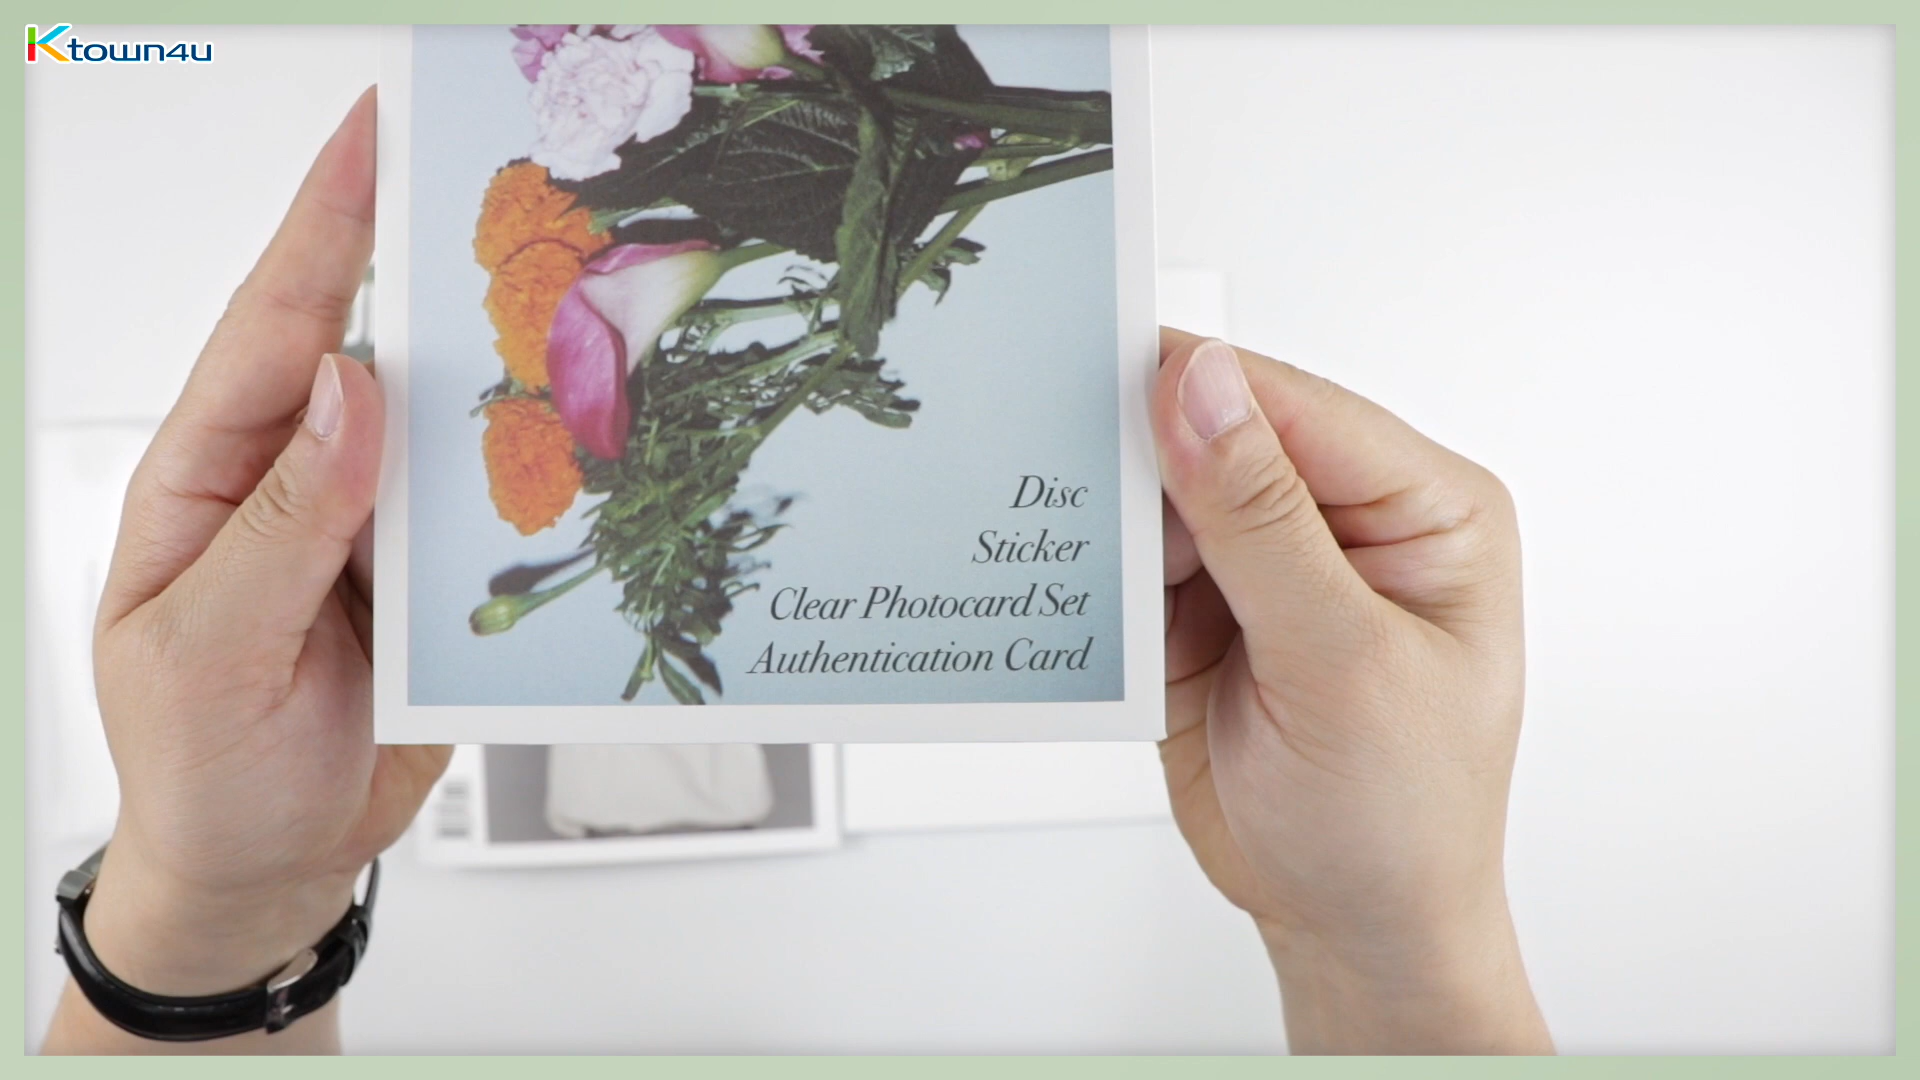 Ktown4u
Disc
Sticker
Clear Photocard Set
Authentication Card